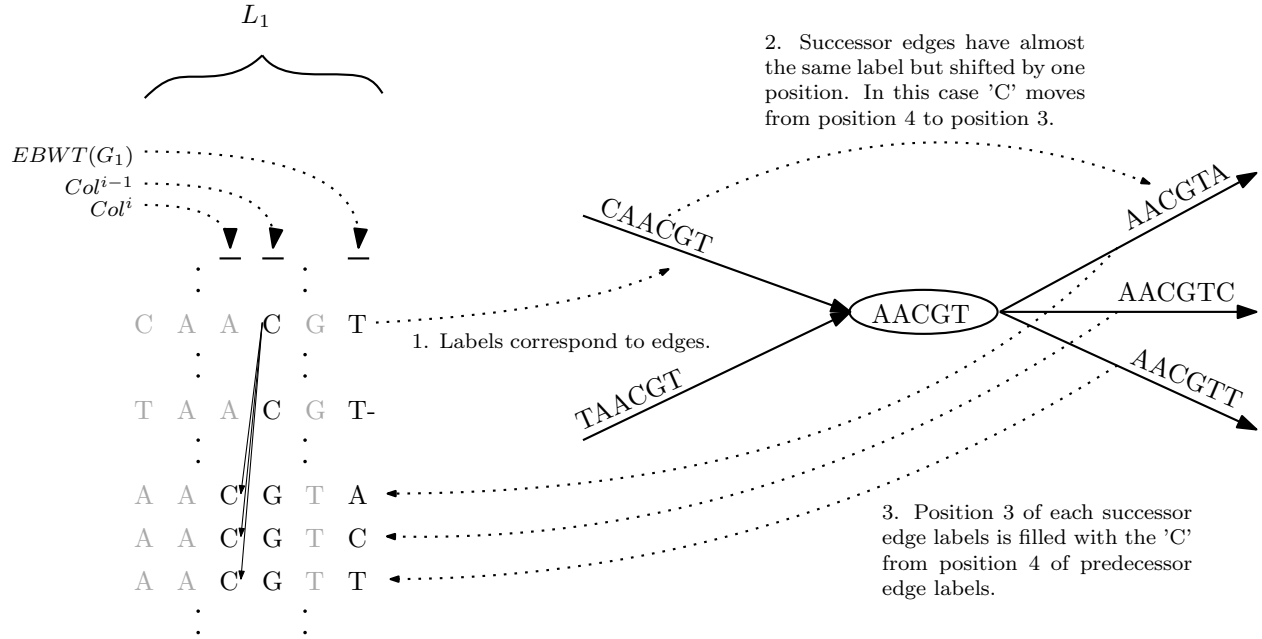 L1
2. Successor edges have almost
the same label but shifted by one
position. In this case 'C' moves
from position 4 to position 3.
EBWT(G1)
Col^{i−1}
Col^{i}
CAACGT
AACGTA
C A A C G T
1. Labels correspond to edges.
AACGT
AACGTC
TAACGT
AACGTT
T A A C G T-
A A C G T A
A A C G T C
A A C G T T
3. Position 3 of each successor
edge labels is filled with the 'C'
from position 4 of predecessor
edge labels.